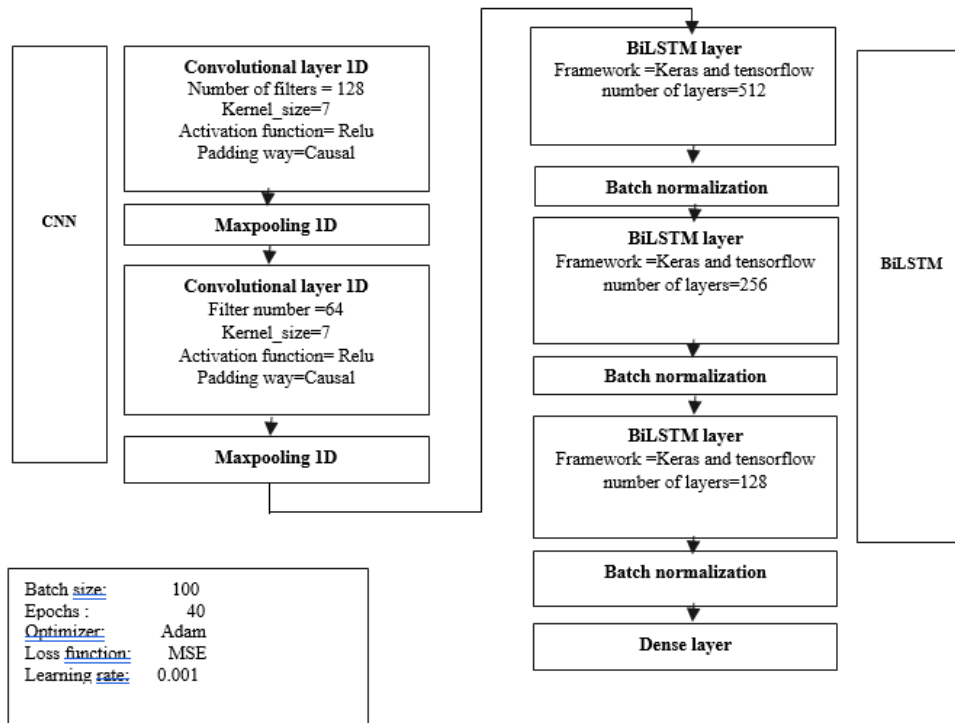 CNN
Convolutional layer 1D
Number of filters = 128
Kernel_size=7
Activation function= Relu
Padding way=Causal
Maxpooling 1D
Convolutional layer 1D
Filter number =64
Kernel_size=7
Activation function= Relu
Padding way=Causal
Maxpooling 1D
BiLSTM layer
Framework =Keras and tensorflow
number of layers=512
Batch normalization
BiLSTM layer
Framework =Keras and tensorflow
number of layers=256
Batch normalization
BiLSTM layer
Framework =Keras and tensorflow
number of layers=128
Batch normalization
Dense layer
BiLSTM
Batch size: 100
Epochs : 40
Optimizer: Adam
Loss function: MSE
Learning rate: 0.001